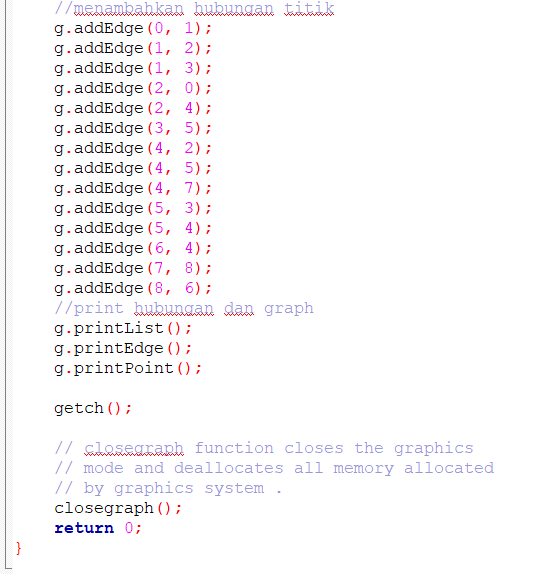 //menambahkan hubungan titik
g.addEdge(0, 1);
g.addEdge(1, 2);
g.addEdge(1, 3);
g.addEdge(2, 0);
g.addEdge(2, 4);
g.addEdge(3, 5);
g.addEdge(4, 2);
g.addEdge(4, 5);
g.addEdge(4, 7);
g.addEdge(5, 3);
g.addEdge(5, 4);
g.addEdge(6, 4);
g.addEdge(7, 8);
g.addEdge(8, 6);
//print hubungan dan graph
g.printList();
g.printEdge();
g.printPoint();
getch();
// closegraph function closes the graphics
// mode and deallocates all memory allocated
// by graphics system .
closegraph();
return 0;
}